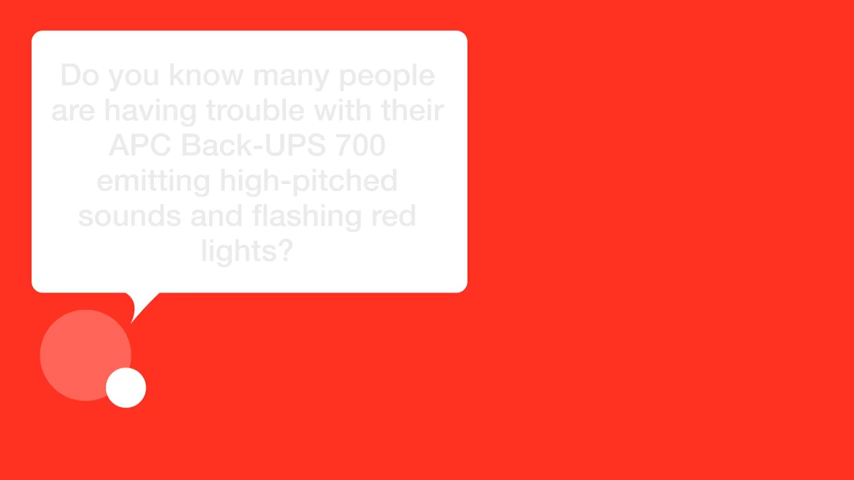 Do you know many people
are having trouble with their
APC Back-UPS 700
emitting high-pitched
sounds and flashing red
lights?